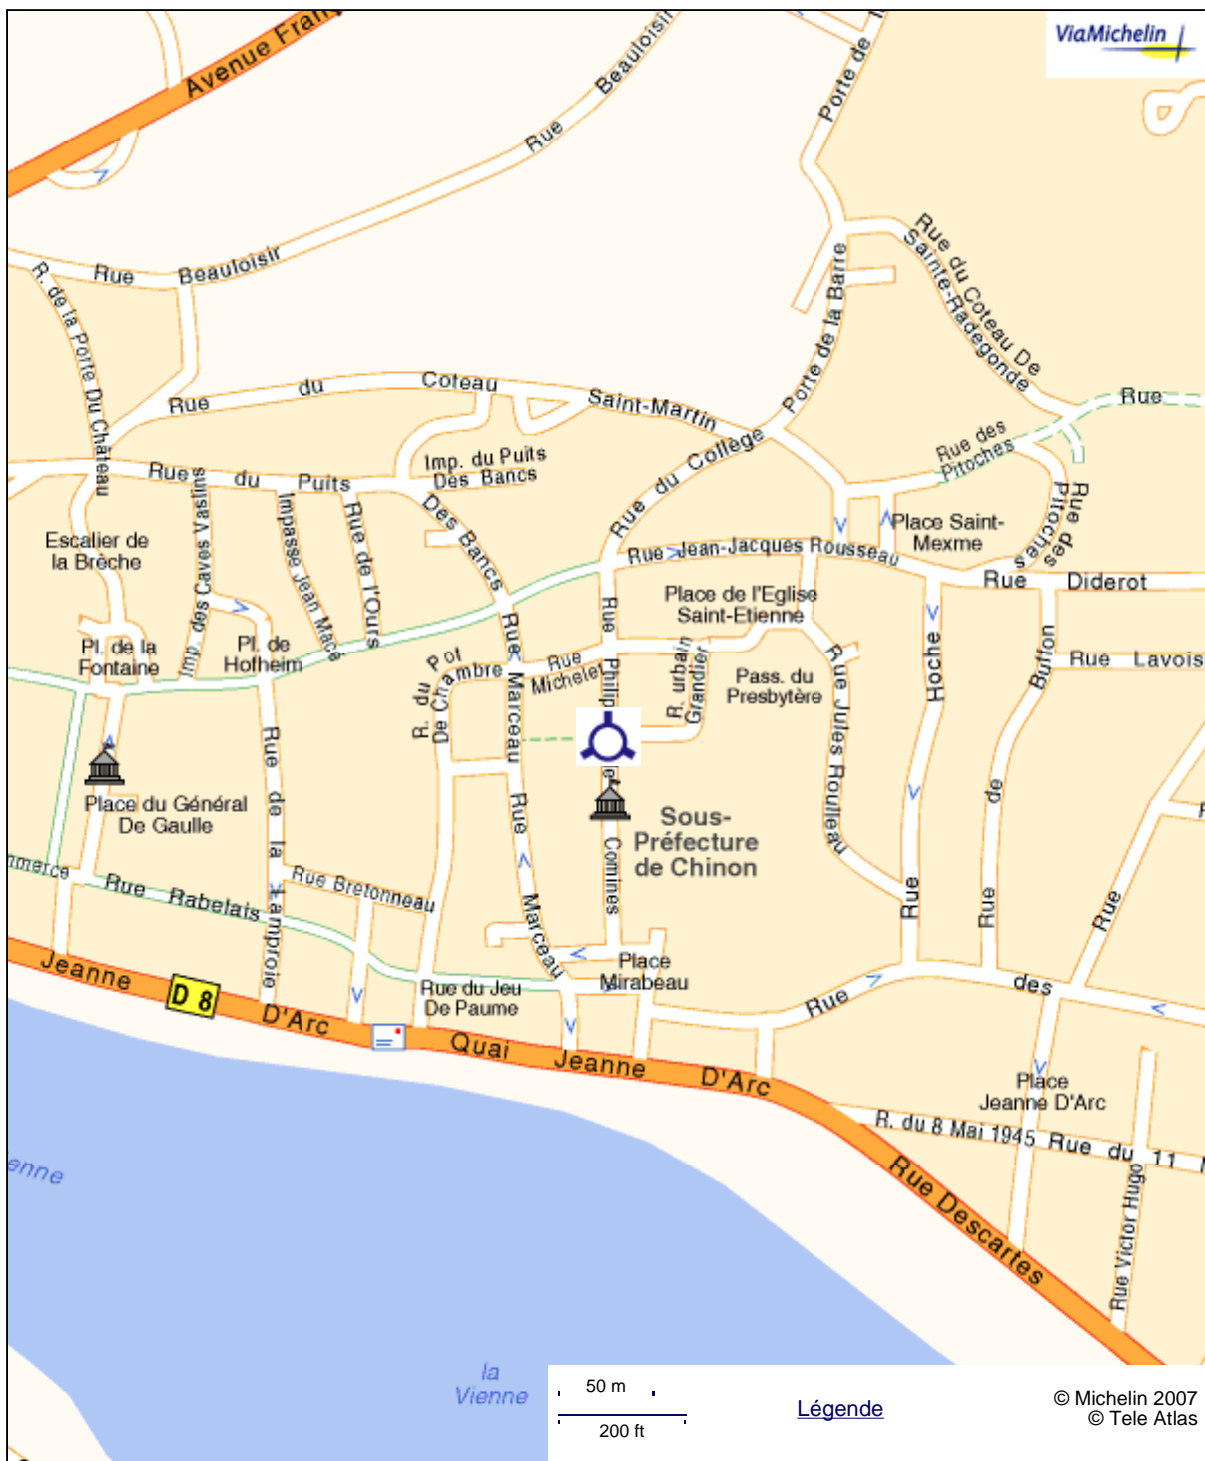 ViaMichelin
Avenue Fran
Rue Beauloisir
Porte de
Rue Beauloisir
R. de la Porte Du Château
Porte de la Barre
Rue du Coteau De
Sainte-Radegonde
Rue du Coteau Saint-Martin
Rue
Rue du Collège
Rue des
Pitoches
Imp. du Puits
Des Bancs
Rue du Puits Des Bancs
Rue des
Pitoches
Place Saint-
Mexme
Escalier de
la Brèche
Imp. des Caves Vaslins
Impasse Jean Macé
Rue de l'Ours
Rue Jean-Jacques Rousseau
Rue Diderot
Place de l'Eglise
Saint-Etienne
Pl. de la
Fontaine
Pl. de
Hofheim
R. du Pot
De Chambre
Rue
Michelet
Rue Marceau
R. urbain
Grandier
Pass. du
Presbytère
Rue Jules Roulleau
Rue Hoche
Rue de Buffon
Rue Lavois
Rue Philip e Comines
Place du Général
De Gaulle
Rue de la Lamproie
Rue Marceau
Sous-
Préfecture
de Chinon
mmerce
Rue Rabelais
Rue Bretonneau
Rue
Place
Mirabeau
Rue du Jeu
De Paume
Rue des
Jeanne D'Arc
D 8
Quai Jeanne D'Arc
Place
Jeanne D'Arc
R. du 8 Mai 1945
Rue du 11
Rue Descartes
Rue Victor Hugo
ienne
la
Vienne
50 m
200 ft
Légende
© Michelin 2007
© Tele Atlas